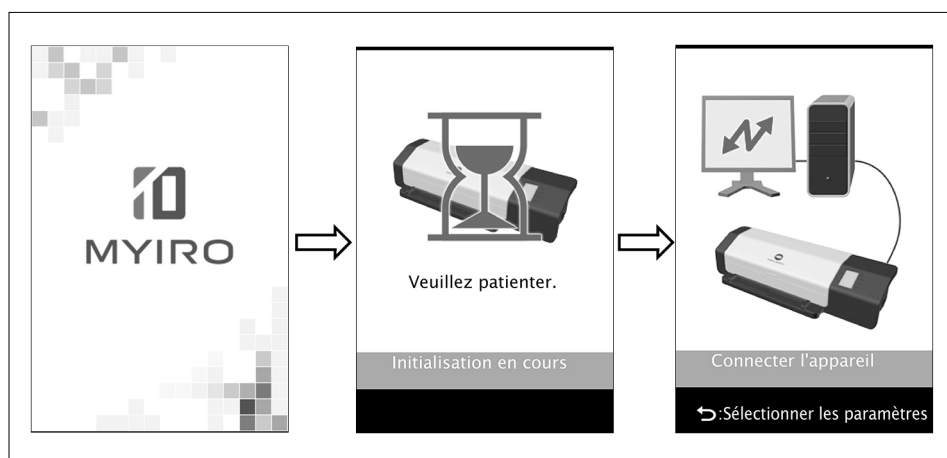 MYIRO
Veuillez patienter.
Initialisation en cours
Connecter l'appareil
:Sélectionner les paramètres